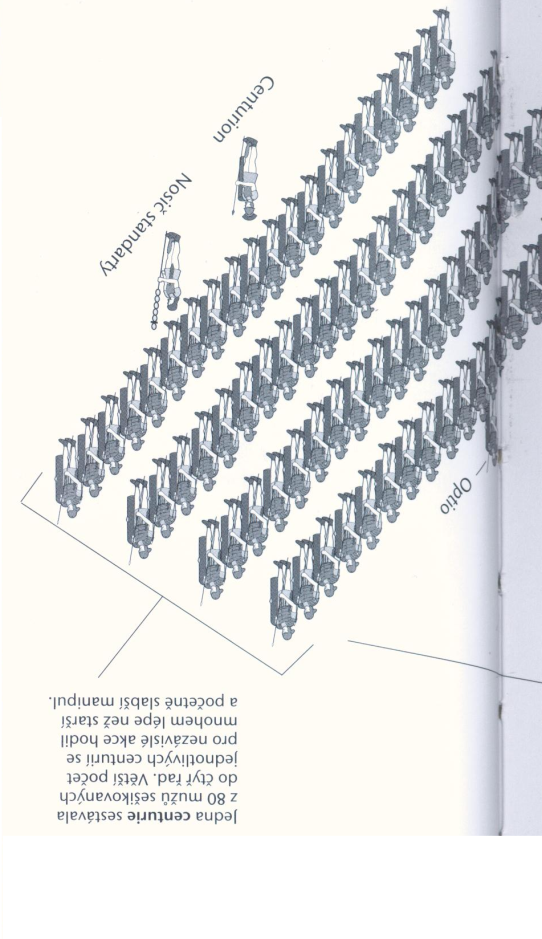 Jedna centurie sestávala
z 80 mužů sešikovaných
do čtyř řad. Větší počet
jednotlivých centurií se
pro nezávislé akce hodil
mnohem lépe než starší
a početně slabší manipul.
Optio
Nosič standarty
Centurion